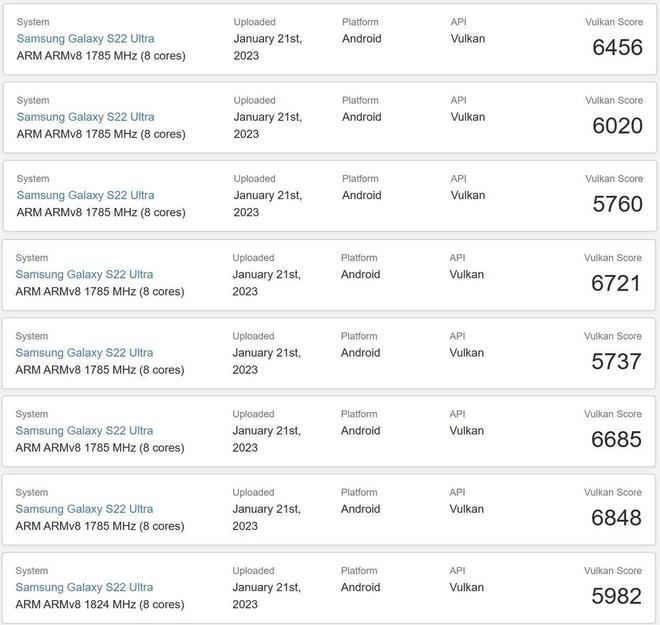 System Uploaded Platform API Vulkan Score
Samsung Galaxy S22 Ultra January 21st, Android Vulkan 6456
ARM ARMv8 1785 MHz (8 cores) 2023
System Uploaded Platform API Vulkan Score
Samsung Galaxy S22 Ultra January 21st, Android Vulkan 6020
ARM ARMv8 1785 MHz (8 cores) 2023
System Uploaded Platform API Vulkan Score
Samsung Galaxy S22 Ultra January 21st, Android Vulkan 5760
ARM ARMv8 1785 MHz (8 cores) 2023
System Uploaded Platform API Vulkan Score
Samsung Galaxy S22 Ultra January 21st, Android Vulkan 6721
ARM ARMv8 1785 MHz (8 cores) 2023
System Uploaded Platform API Vulkan Score
Samsung Galaxy S22 Ultra January 21st, Android Vulkan 5737
ARM ARMv8 1785 MHz (8 cores) 2023
System Uploaded Platform API Vulkan Score
Samsung Galaxy S22 Ultra January 21st, Android Vulkan 6685
ARM ARMv8 1785 MHz (8 cores) 2023
System Uploaded Platform API Vulkan Score
Samsung Galaxy S22 Ultra January 21st, Android Vulkan 6848
ARM ARMv8 1785 MHz (8 cores) 2023
System Uploaded Platform API Vulkan Score
Samsung Galaxy S22 Ultra January 21st, Android Vulkan 5982
ARM ARMv8 1824 MHz (8 cores) 2023